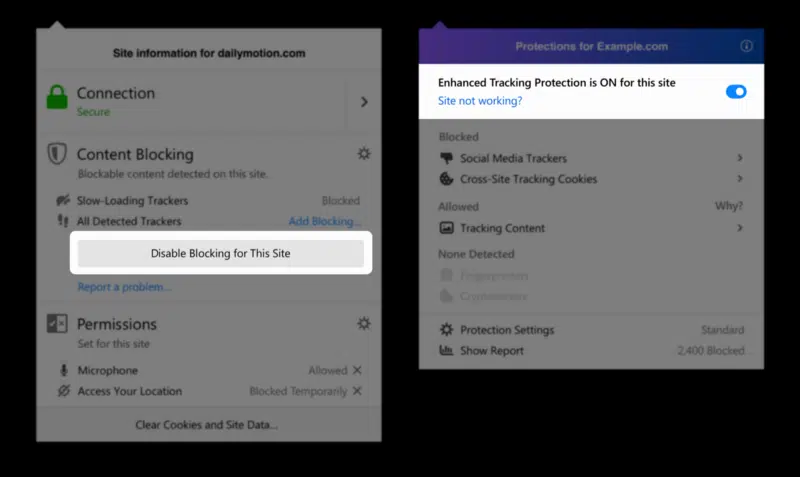 Site information for dailymotion.com
Connection
Secure
Content Blocking
Blockable content detected on this site.
Slow-Loading Trackers Blocked
All Detected Trackers Add Blocking...
Disable Blocking for This Site
Report a problem...
Permissions
Set for this site
Microphone Allowed
Access Your Location Blocked Temporarily
Clear Cookies and Site Data...
Protections for Example.com
Enhanced Tracking Protection is ON for this site
Site not working?
Blocked
Social Media Trackers
Cross-Site Tracking Cookies
Allowed Why?
Tracking Content
None Detected
Fingerprinters
Cryptominers
Protection Settings Standard
Show Report 2,400 Blocked